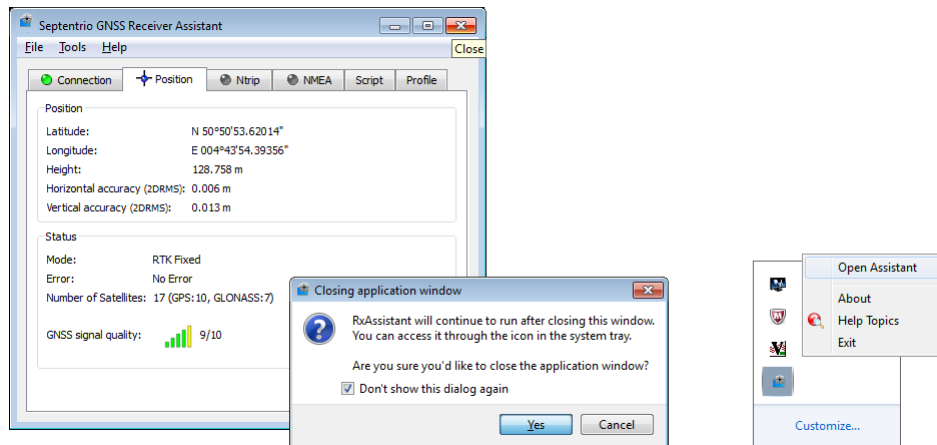 Septentrio GNSS Receiver Assistant
File Tools Help
Close
Connection Position Ntrip NMEA Script Profile
Position
Latitude: N 50°50'53.62014"
Longitude: E 004°43'54.39356"
Height: 128.758 m
Horizontal accuracy (2DRMS): 0.006 m
Vertical accuracy (2DRMS): 0.013 m
Status
Mode: RTK Fixed
Error: No Error
Number of Satellites: 17 (GPS:10, GLONASS:7)
GNSS signal quality: 9/10
Closing application window
RxAssistant will continue to run after closing this window.
You can access it through the icon in the system tray.
Are you sure you'd like to close the application window?
Don't show this dialog again
Yes Cancel
Open Assistant
About
Help Topics
Exit
Customize...